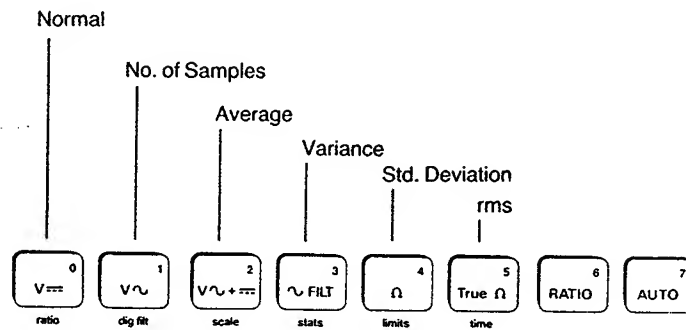 Normal
No. of Samples
Average
Variance
Std. Deviation
rms
0 1 2 3 4 5 6 7
V⎓ V∿ V∿+⎓ ∿ FILT Ω True Ω RATIO AUTO
ratio dig filt scale stats limits time